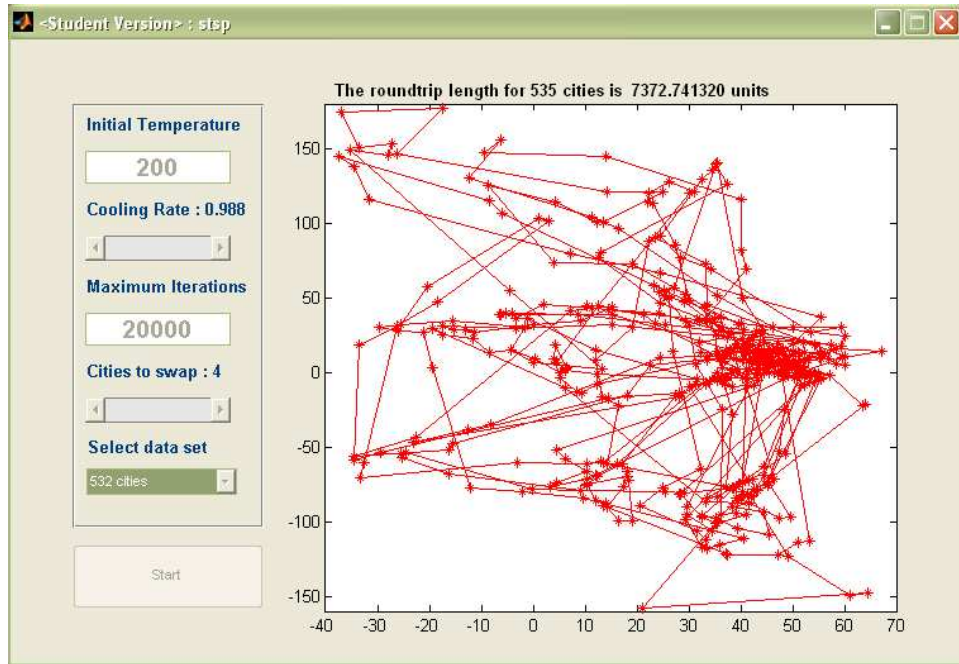 <Student Version> : stsp
The roundtrip length for 535 cities is 7372.741320 units
Initial Temperature
200
Cooling Rate : 0.988
Maximum Iterations
20000
Cities to swap : 4
Select data set
532 cities
Start
150
100
50
0
-50
-100
-150
-40 -30 -20 -10 0 10 20 30 40 50 60 70